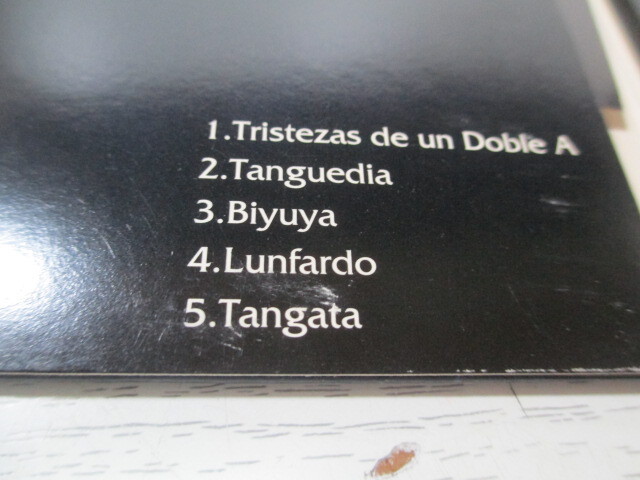 1.Tristezas de un Doble A
2.Tanguedia
3.Biyuya
4.Lunfardo
5.Tangata